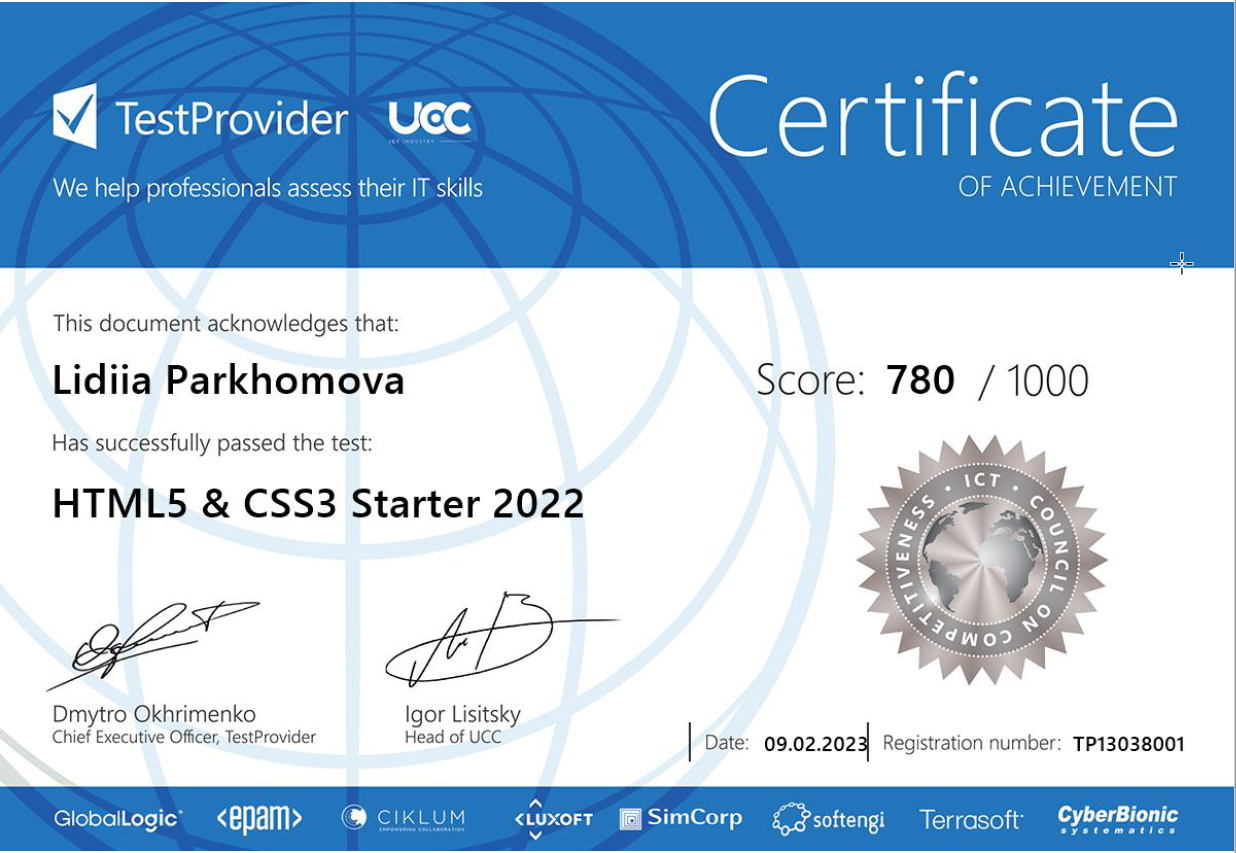 TestProvider
UCC
ICT INDUSTRY
We help professionals assess their IT skills
Certificate
OF ACHIEVEMENT
This document acknowledges that:
Lidiia Parkhomova
Score: 780 / 1000
Has successfully passed the test:
HTML5 & CSS3 Starter 2022
ICT · COUNCIL ON COMPETITIVENESS ·
Dmytro Okhrimenko
Chief Executive Officer, TestProvider
Igor Lisitsky
Head of UCC
Date: 09.02.2023
Registration number: TP13038001
GlobalLogic
<epam>
CIKLUM
EMPOWERING COLLABORATION
<LUXOFT
SimCorp
softengi
Terrasoft
CyberBionic
systematics